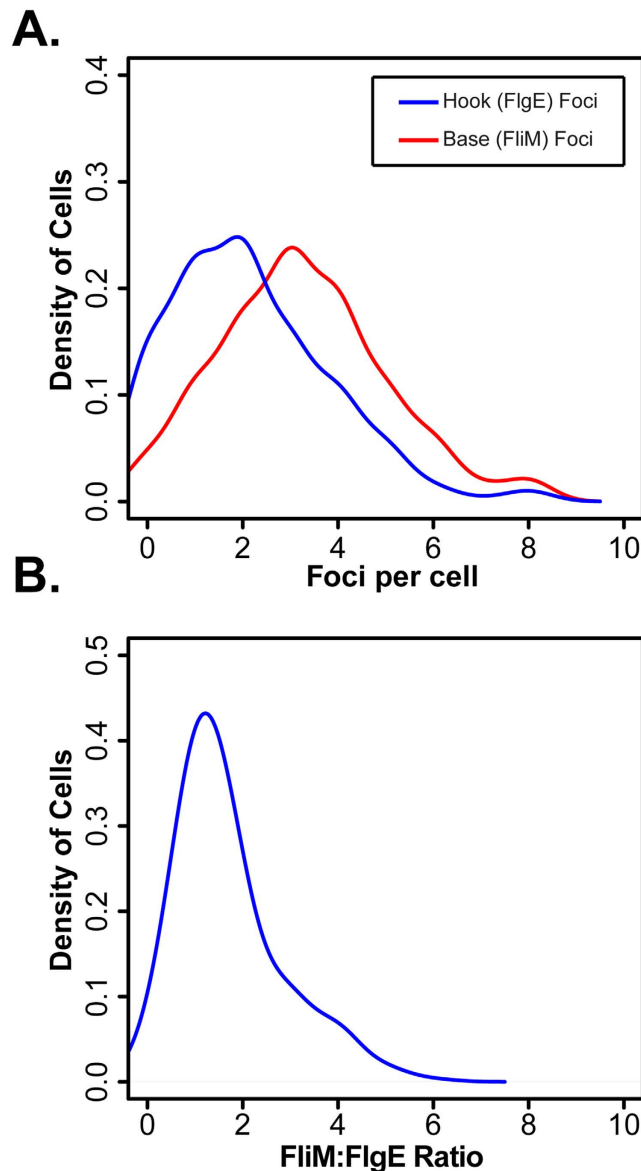 A.
0.4
0.3
0.2
0.1
0.0
Density of Cells
Hook (FlgE) Foci
Base (FliM) Foci
0 2 4 6 8 10
Foci per cell
B.
0.5
0.4
0.3
0.2
0.1
0.0
Density of Cells
0 2 4 6 8 10
FliM:FlgE Ratio